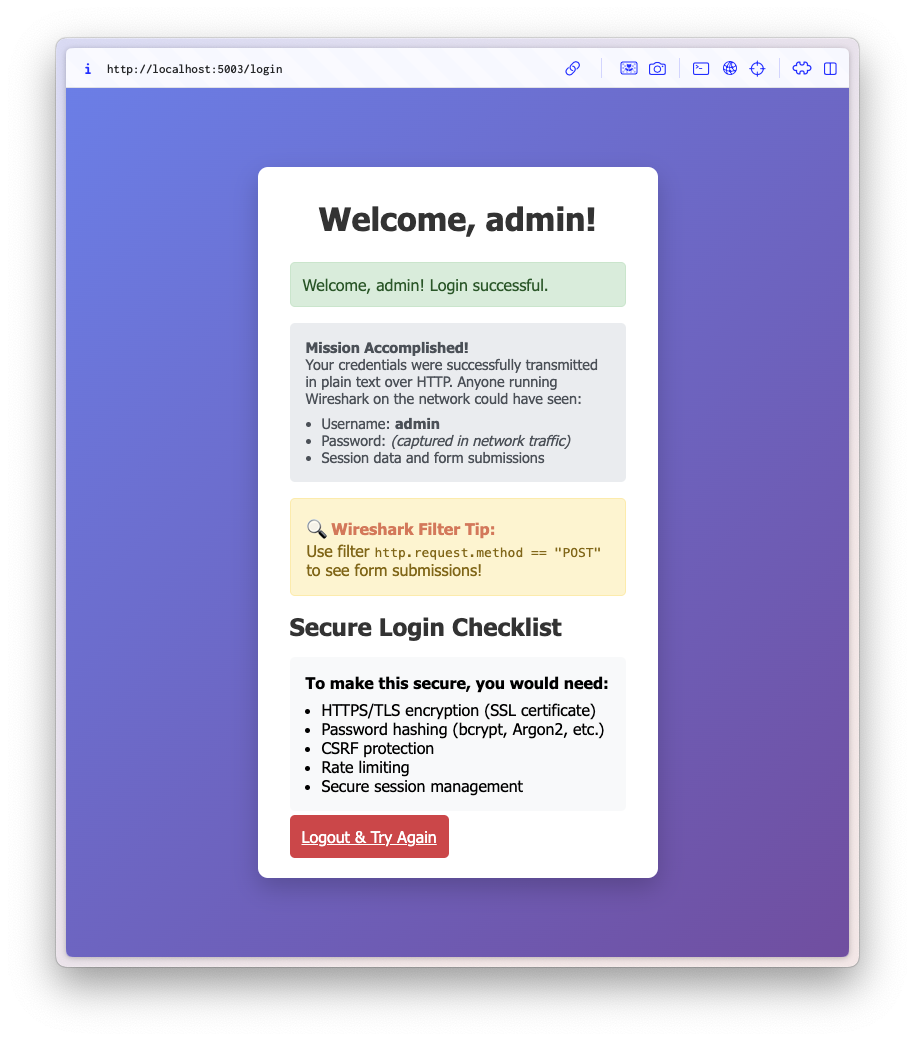 http://localhost:5003/login
Welcome, admin!
Welcome, admin! Login successful.
Mission Accomplished!
Your credentials were successfully transmitted
in plain text over HTTP. Anyone running
Wireshark on the network could have seen:
• Username: admin
• Password: (captured in network traffic)
• Session data and form submissions
🔍 Wireshark Filter Tip:
Use filter http.request.method == "POST"
to see form submissions!
Secure Login Checklist
To make this secure, you would need:
• HTTPS/TLS encryption (SSL certificate)
• Password hashing (bcrypt, Argon2, etc.)
• CSRF protection
• Rate limiting
• Secure session management
Logout & Try Again